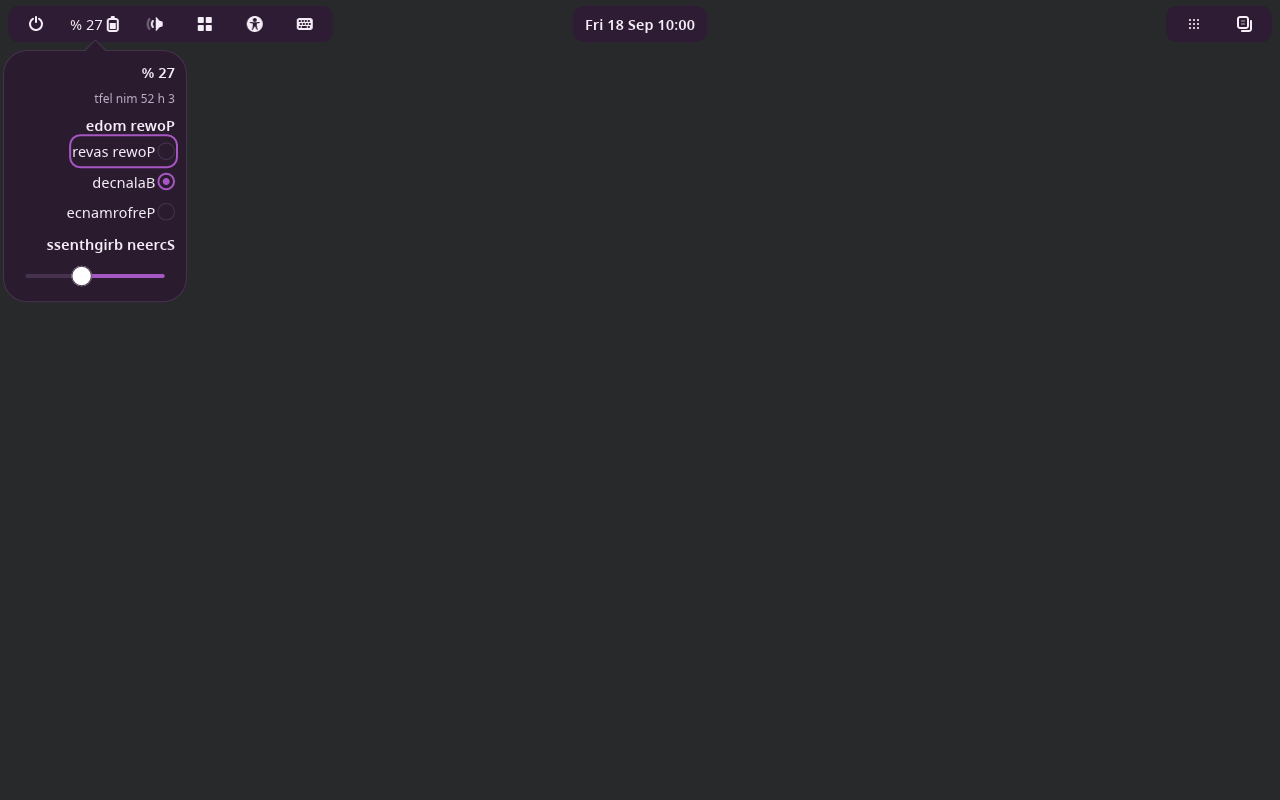 % 27
Fri 18 Sep 10:00
% 27
tfel nim 52 h 3
edom rewoP
revas rewoP
decnalaB
ecnamrofreP
ssenthgirb neercS